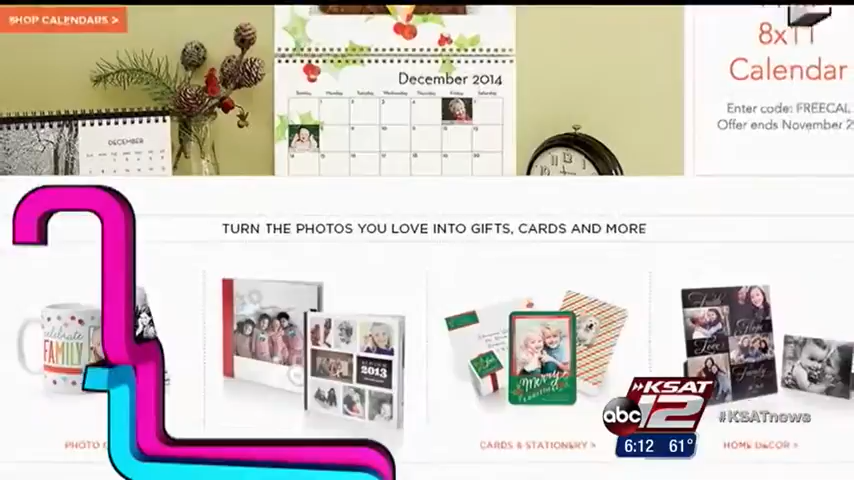 SHOP CALENDARS >
8x11
Calendar
Enter code: FREECAL
Offer ends November 2
December 2014
DECEMBER
TURN THE PHOTOS YOU LOVE INTO GIFTS, CARDS AND MORE
celebrate
FAMILY
2013
Merry
PHOTO
CARDS & STATIONERY >
HOME DECOR >
KSAT
abc 12
#KSATnews
6:12 61°